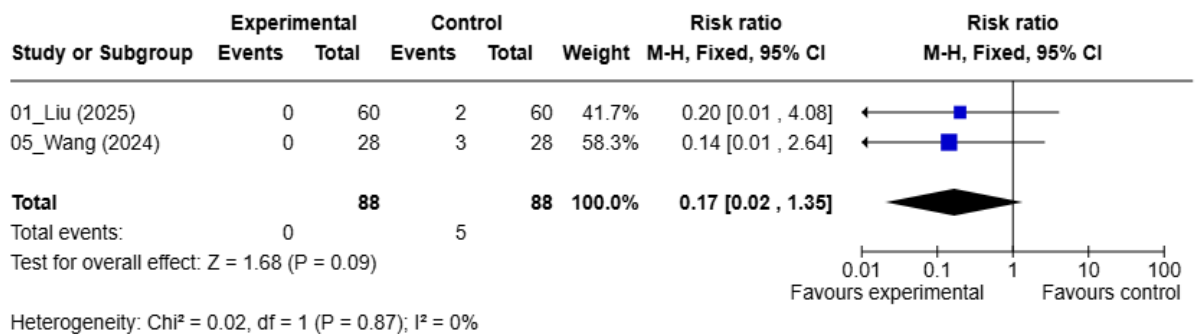 Experimental Control Risk ratio Risk ratio
Study or Subgroup Events Total Events Total Weight M-H, Fixed, 95% CI M-H, Fixed, 95% CI
01_Liu (2025) 0 60 2 60 41.7% 0.20 [0.01 , 4.08]
05_Wang (2024) 0 28 3 28 58.3% 0.14 [0.01 , 2.64]
Total 88 88 100.0% 0.17 [0.02 , 1.35]
Total events: 0 5
Test for overall effect: Z = 1.68 (P = 0.09)
0.01 0.1 1 10 100
Favours experimental Favours control
Heterogeneity: Chi² = 0.02, df = 1 (P = 0.87); I² = 0%